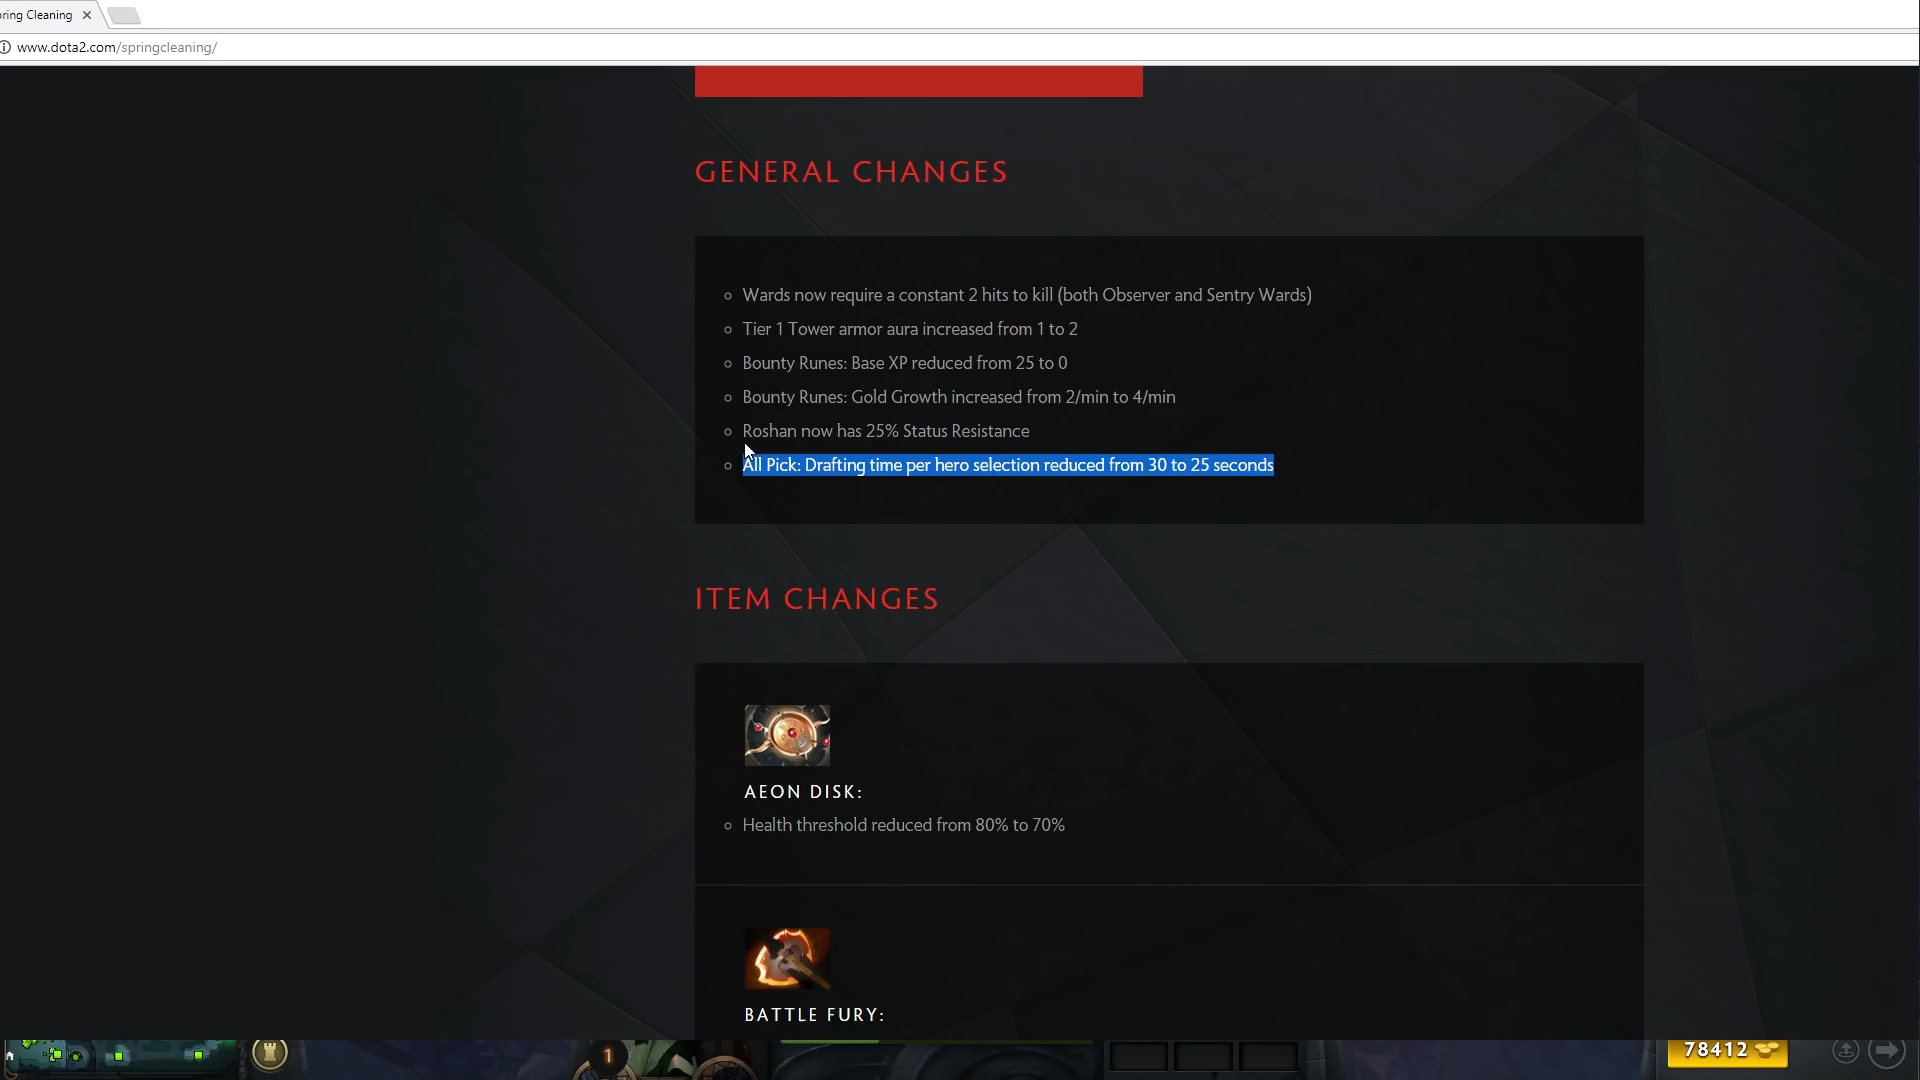 ring Cleaning
www.dota2.com/springcleaning/
GENERAL CHANGES
Wards now require a constant 2 hits to kill (both Observer and Sentry Wards)
Tier 1 Tower armor aura increased from 1 to 2
Bounty Runes: Base XP reduced from 25 to 0
Bounty Runes: Gold Growth increased from 2/min to 4/min
Roshan now has 25% Status Resistance
All Pick: Drafting time per hero selection reduced from 30 to 25 seconds
ITEM CHANGES
AEON DISK:
Health threshold reduced from 80% to 70%
BATTLE FURY:
1
78412